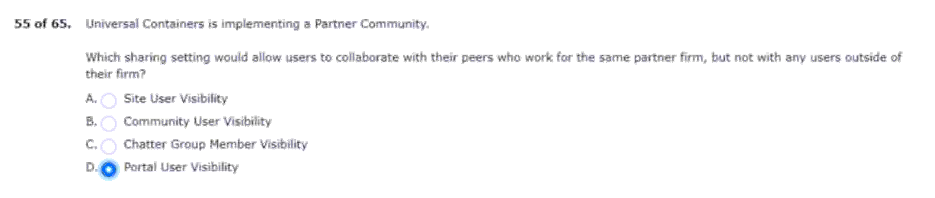 55 of 65. Universal Containers is implementing a Partner Community.
Which sharing setting would allow users to collaborate with their peers who work for the same partner firm, but not with any users outside of
their firm?
A. Site User Visibility
B. Community User Visibility
C. Chatter Group Member Visibility
D. Portal User Visibility